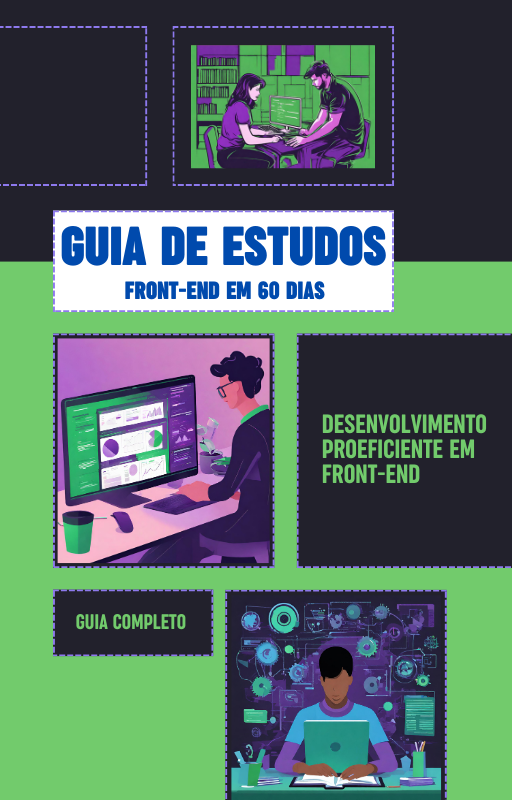 GUIA DE ESTUDOS
FRONT-END EM 60 DIAS
DESENVOLVIMENTO
PROEFICIENTE EM
FRONT-END
GUIA COMPLETO